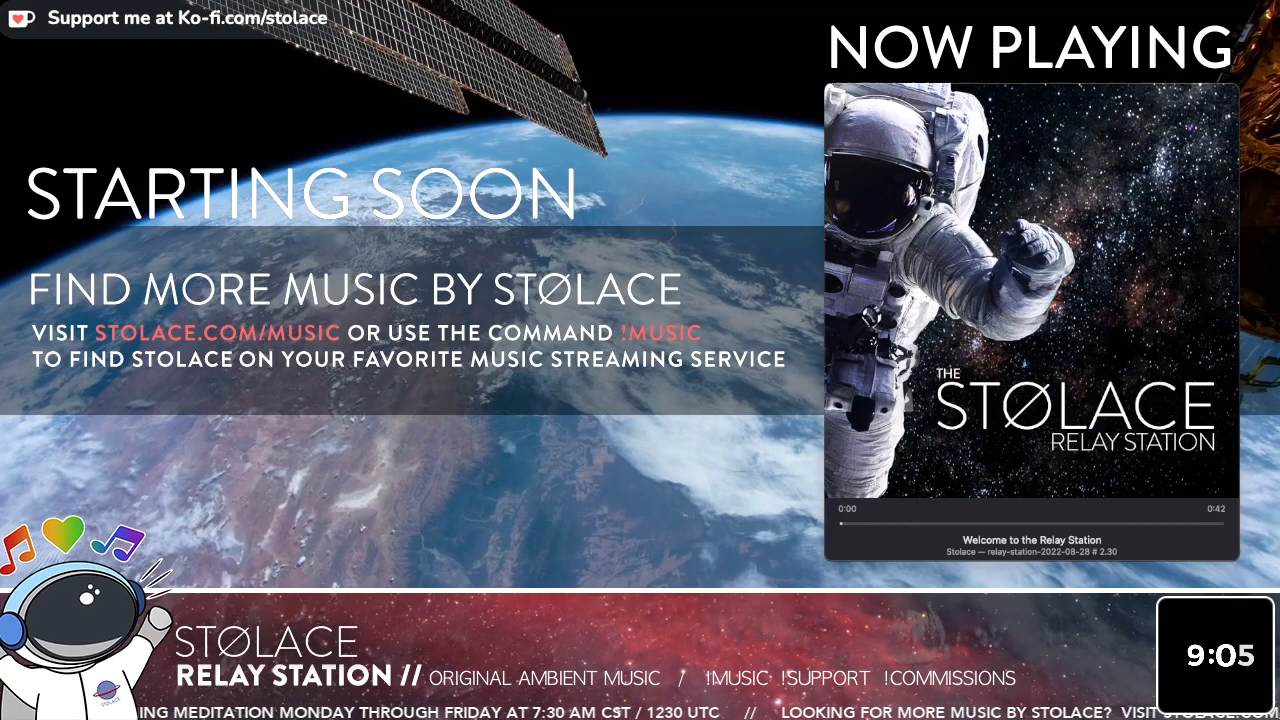 Support me at Ko-fi.com/stolace
NOW PLAYING
STARTING SOON
FIND MORE MUSIC BY STØLACE
VISIT STOLACE.COM/MUSIC OR USE THE COMMAND !MUSIC
TO FIND STOLACE ON YOUR FAVORITE MUSIC STREAMING SERVICE
THE
STØLACE
RELAY STATION
0:00 0:42
Welcome to the Relay Station
Stolace — relay-station-2022-08-28 # 2.30
STØLACE
RELAY STATION // ORIGINAL AMBIENT MUSIC / !MUSIC !SUPPORT !COMMISSIONS
9:05
STØLACE
ING MEDITATION MONDAY THROUGH FRIDAY AT 7:30 AM CST / 1230 UTC // LOOKING FOR MORE MUSIC BY STOLACE? VISIT